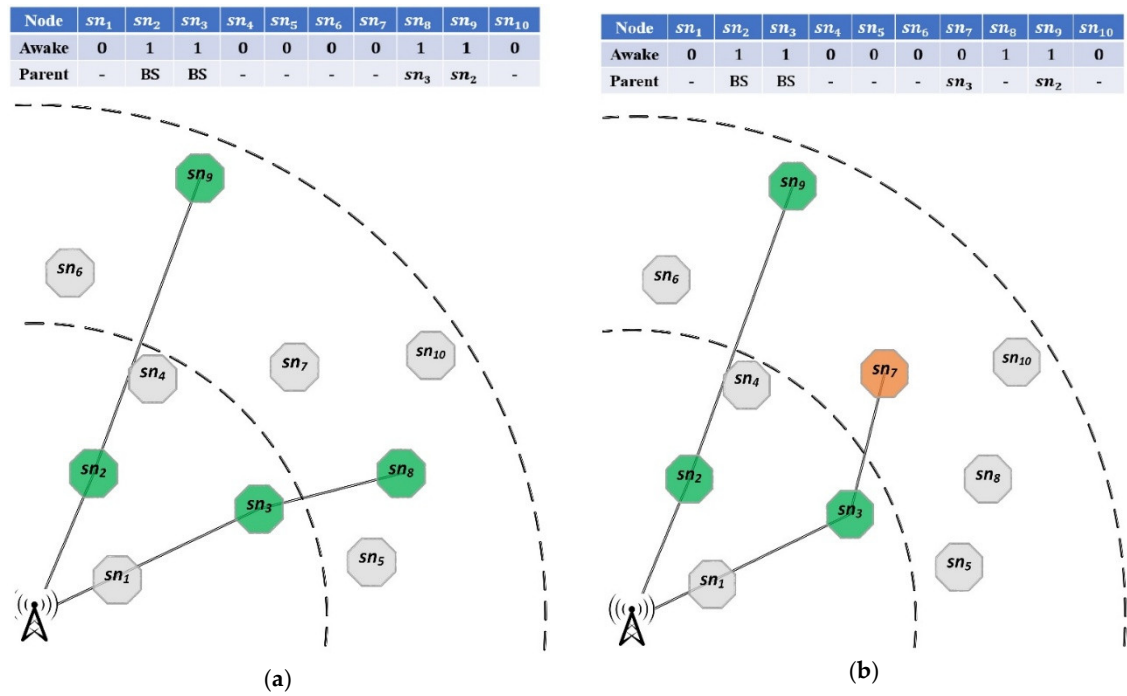 Node sn1 sn2 sn3 sn4 sn5 sn6 sn7 sn8 sn9 sn10
Awake 0 1 1 0 0 0 0 1 1 0
Parent - BS BS - - - - sn3 sn2 -
sn9
sn6
sn7
sn10
sn4
sn2
sn8
sn3
sn5
sn1
(a)
Node sn1 sn2 sn3 sn4 sn5 sn6 sn7 sn8 sn9 sn10
Awake 0 1 1 0 0 0 0 1 1 0
Parent - BS BS - - - sn3 - sn2 -
sn9
sn6
sn10
sn7
sn4
sn2
sn8
sn3
sn5
sn1
(b)